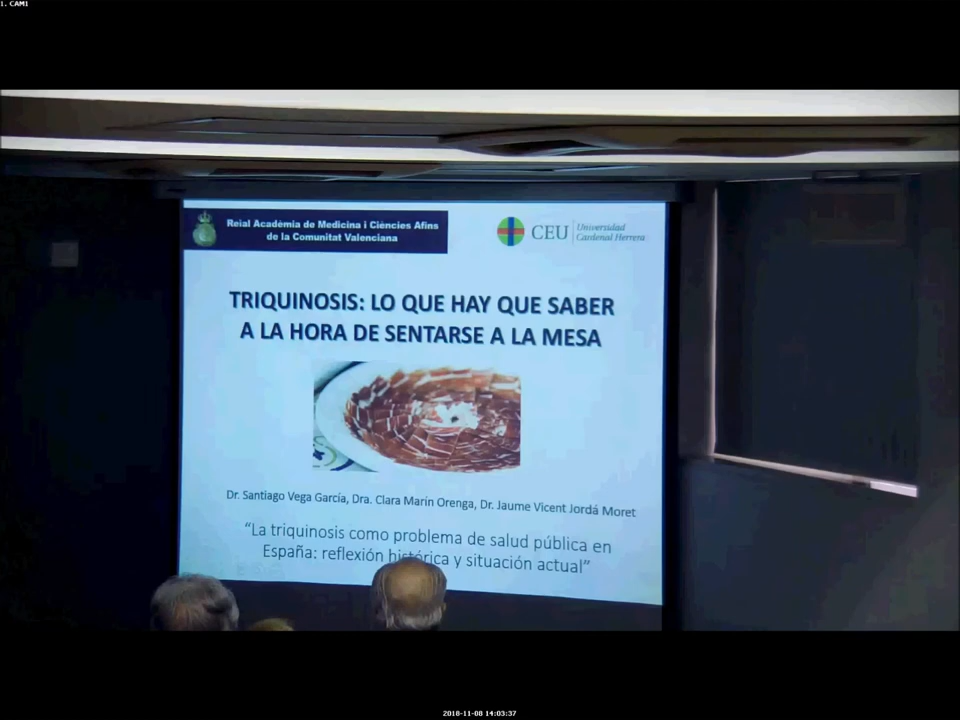 1. CAM1
Reial Acadèmia de Medicina i Ciències Afins
de la Comunitat Valenciana
CEU
Universidad
Cardenal Herrera
TRIQUINOSIS: LO QUE HAY QUE SABER
A LA HORA DE SENTARSE A LA MESA
Dr. Santiago Vega García, Dra. Clara Marín Orenga, Dr. Jaume Vicent Jordá Moret
“La triquinosis como problema de salud pública en
España: reflexión histórica y situación actual”
2018-11-08 14:03:37